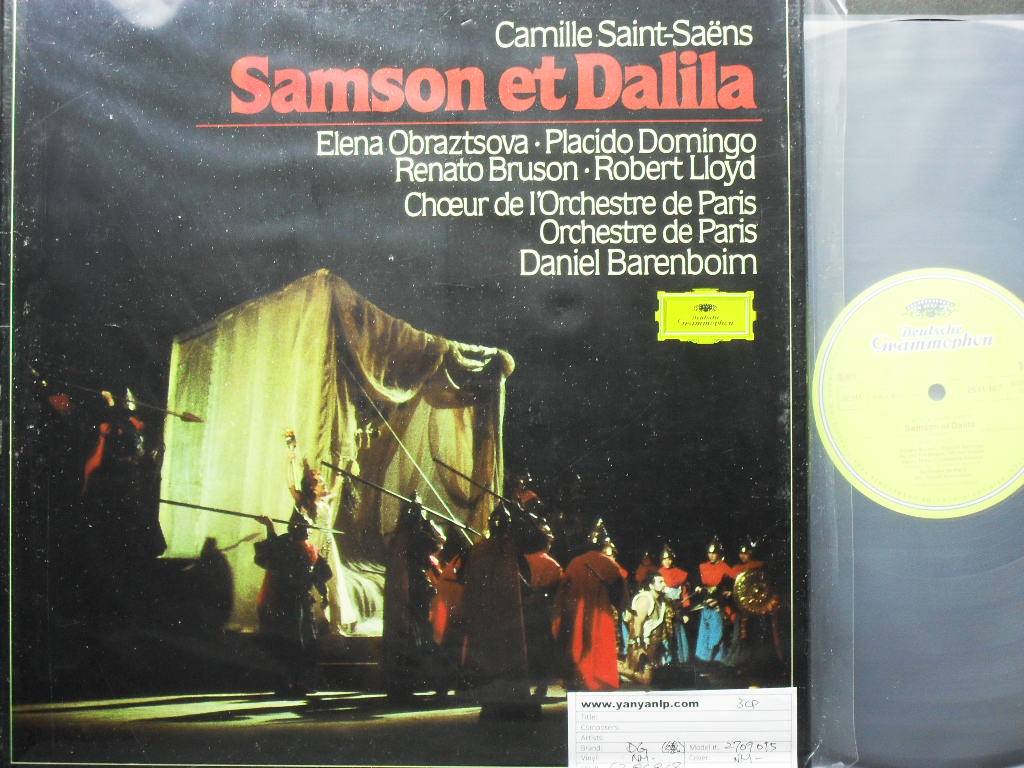 Camille Saint-Saëns
Samson et Dalila
Elena Obraztsova · Placido Domingo
Renato Bruson · Robert Lloyd
Chœur de l'Orchestre de Paris
Orchestre de Paris
Daniel Barenboim
Deutsche
Grammophon
Deutsche
Grammophon
Samson et Dalila
www.yanyanlp.com 3CP
Title:
Composers:
Artists:
Brand: DG Model #: 2709 095
Vinyl: NM- Cover: NM-